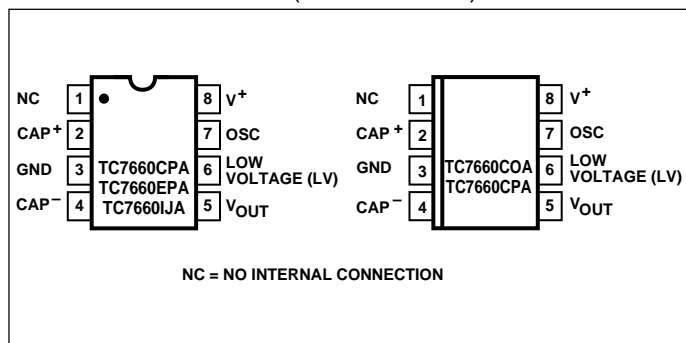 NC 1 8 V+
CAP+ 2 7 OSC
GND 3 6 LOW VOLTAGE (LV)
CAP− 4 5 VOUT
TC7660CPA
TC7660EPA
TC7660IJA
NC 1 8 V+
CAP+ 2 7 OSC
GND 3 6 LOW VOLTAGE (LV)
CAP− 4 5 VOUT
TC7660COA
TC7660CPA
NC = NO INTERNAL CONNECTION